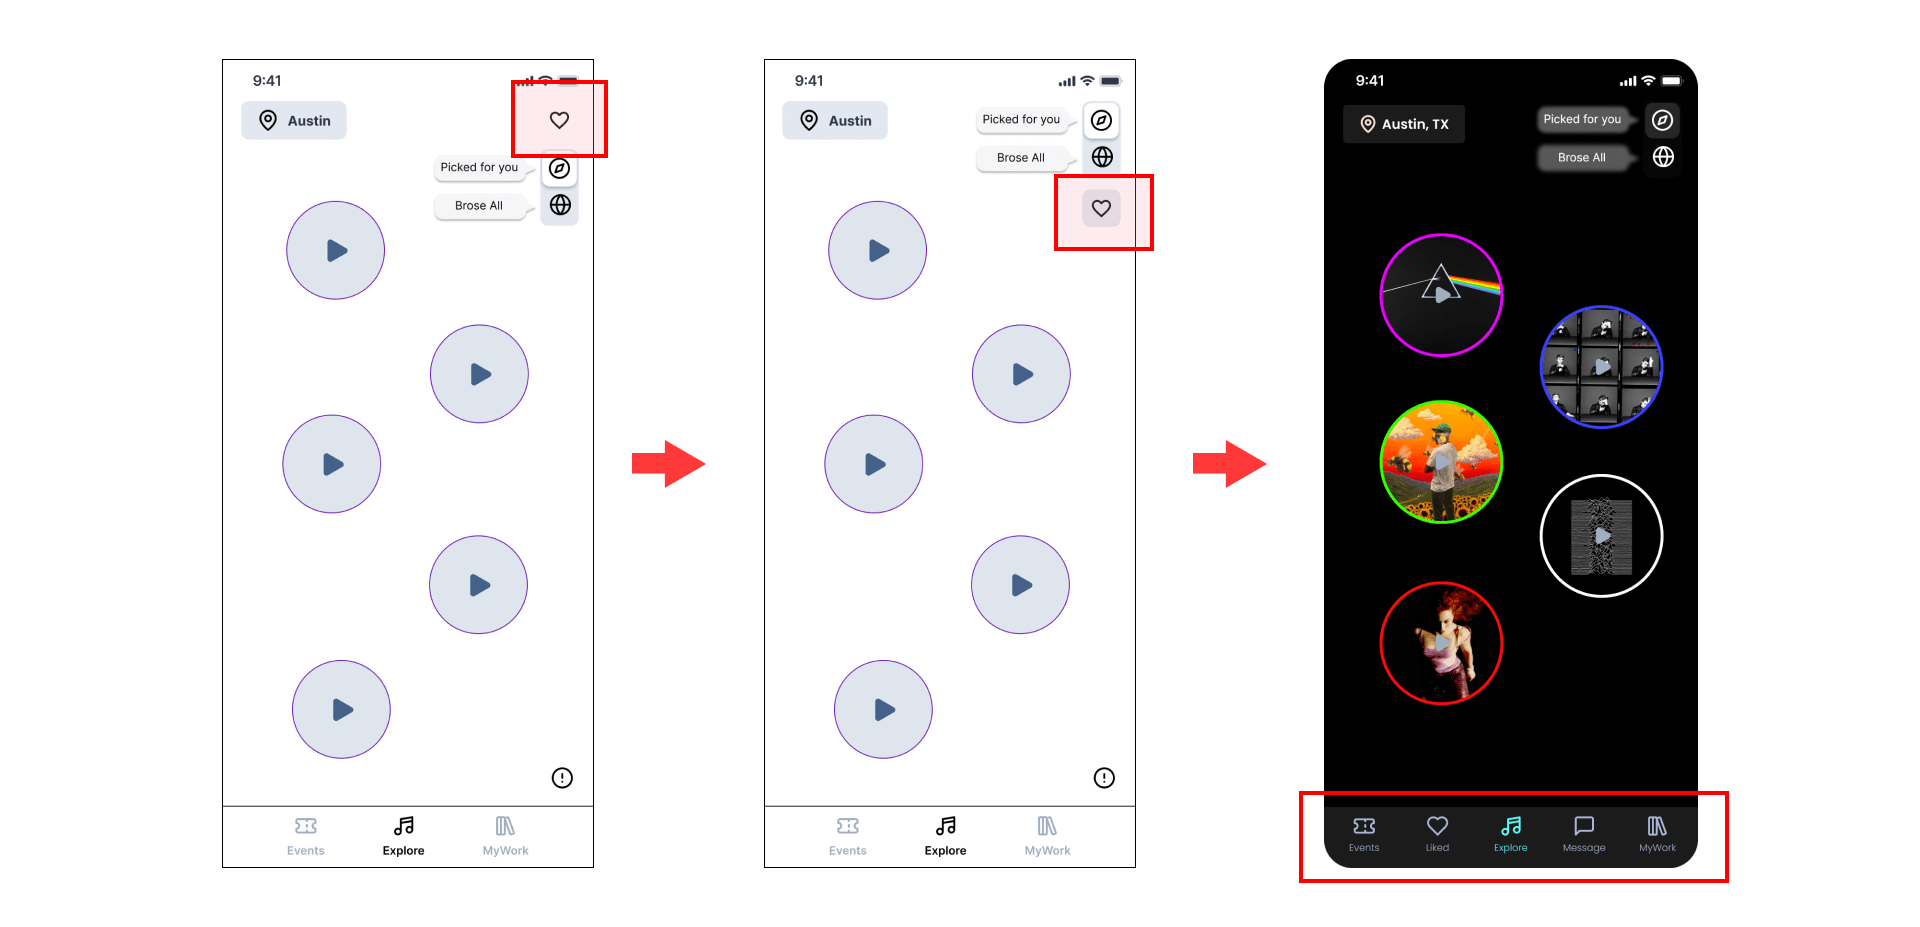 9:41
Austin
Picked for you
Brose All
Events
Explore
MyWork
9:41
Austin
Picked for you
Brose All
Events
Explore
MyWork
9:41
Austin, TX
Picked for you
Brose All
Events
Liked
Explore
Message
MyWork